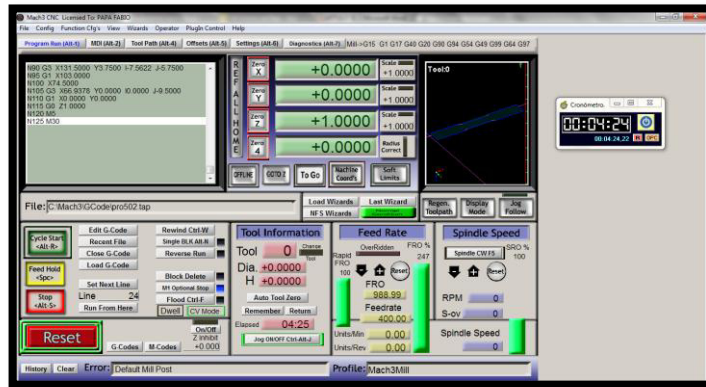 Mach3 CNC Licensed To: PAPA FABIO
File Config Function Cfg's View Wizards Operator PlugIn Control Help
Program Run (Alt-1) MDI (Alt-2) Tool Path (Alt-4) Offsets (Alt-5) Settings (Alt-6) Diagnostics (Alt-7) Mill->G15 G1 G17 G40 G20 G90 G94 G54 G49 G99 G64 G97
N90 G3 X131.5000 Y3.7500 I-7.5622 J-5.7500
N95 G1 X103.0000
N100 X74.5000
N105 G3 X66.9378 Y0.0000 I0.0000 J-9.5000
N110 G1 X0.0000 Y0.0000
N115 G0 Z1.0000
N120 M5
N125 M30
REF ALL HOME
Zero X +0.0000 Scale +1.0000
Zero Y +0.0000 Scale +1.0000
Zero Z +1.0000 Scale +1.0000
Zero 4 +0.0000 Radius Correct
OFFLINE GOTO Z To Go Machine Coord's Soft Limits
Tool:0
Cronómetro.
00:04:24
00:04:24,22
File: C:\Mach3\GCode\pro502.tap
Load Wizards Last Wizard
NFS Wizards
Regen. Toolpath Display Mode Jog Follow
Cycle Start <Alt-R>
Feed Hold <Spc>
Stop <Alt-S>
Edit G-Code Rewind Ctrl-W
Recent File Single BLK Alt-N
Close G-Code Reverse Run
Load G-Code
Set Next Line Block Delete
Line 24 M1 Optional Stop
Run From Here Flood Ctrl-F
Dwell CV Mode
Reset
G-Codes M-Codes
On/Off
Z Inhibit
+0.000
Tool Information
Tool 0 Change Tool
Dia. +0.0000
H +0.0000
Auto Tool Zero
Remember Return
Elapsed 04:25
Jog ON/OFF Ctrl-Alt-J
Feed Rate
OverRidden FRO %
Rapid FRO 100 247
Reset
FRO
988.99
Feedrate
400.00
Units/Min 0.00
Units/Rev 0.00
Spindle Speed
Spindle CW F5 SRO % 100
Reset
RPM 0
S-ov 0
Spindle Speed
0
History Clear Error: Default Mill Post Profile: Mach3Mill